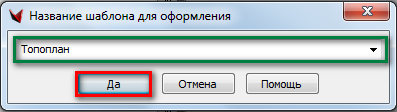 Название шаблона для оформления
Топоплан
Да Отмена Помощь